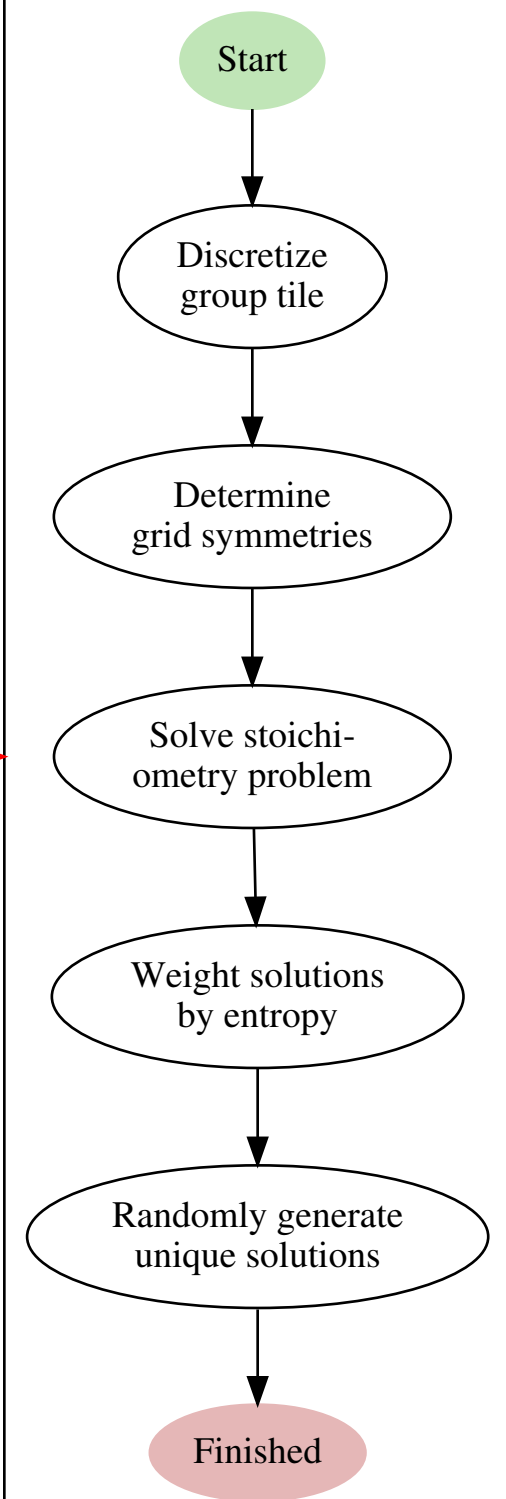 Start
Discretize
group tile
Determine
grid symmetries
Solve stoichi-
ometry problem
Weight solutions
by entropy
Randomly generate
unique solutions
Finished